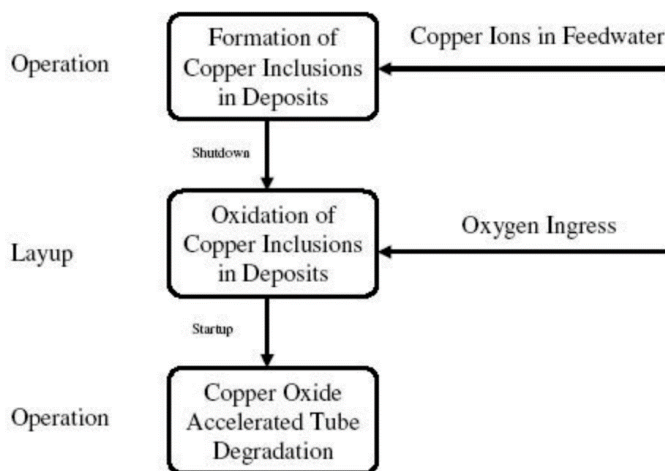 Operation
Formation of
Copper Inclusions
in Deposits
Copper Ions in Feedwater
Shutdown
Layup
Oxidation of
Copper Inclusions
in Deposits
Oxygen Ingress
Startup
Operation
Copper Oxide
Accelerated Tube
Degradation